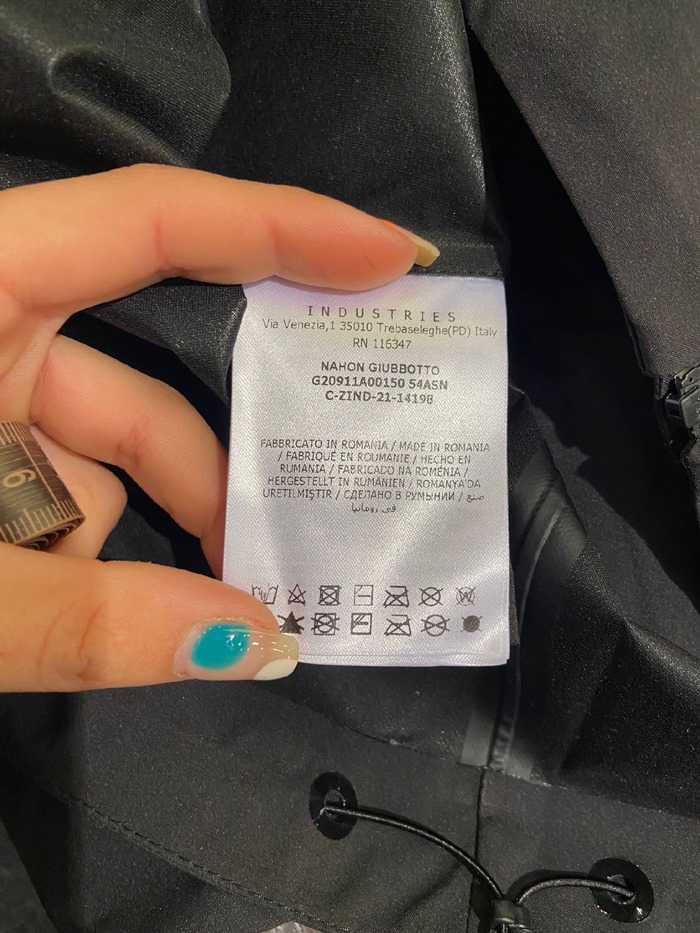 INDUSTRIES
Via Venezia,1 35010 Trebaseleghe(PD) Italy
RN 116347
NAHON GIUBBOTTO
G20911A00150 54ASN
C-ZIND-21-14198
FABBRICATO IN ROMANIA / MADE IN ROMANIA
/ FABRIQUÉ EN ROUMANIE / HECHO EN
RUMANIA / FABRICADO NA ROMÉNIA /
HERGESTELLT IN RUMÄNIEN / ROMANYA'DA
URETILMIŞTIR / СДЕЛАНО В РУМЫНИИ / صنع
في رومانيا
6